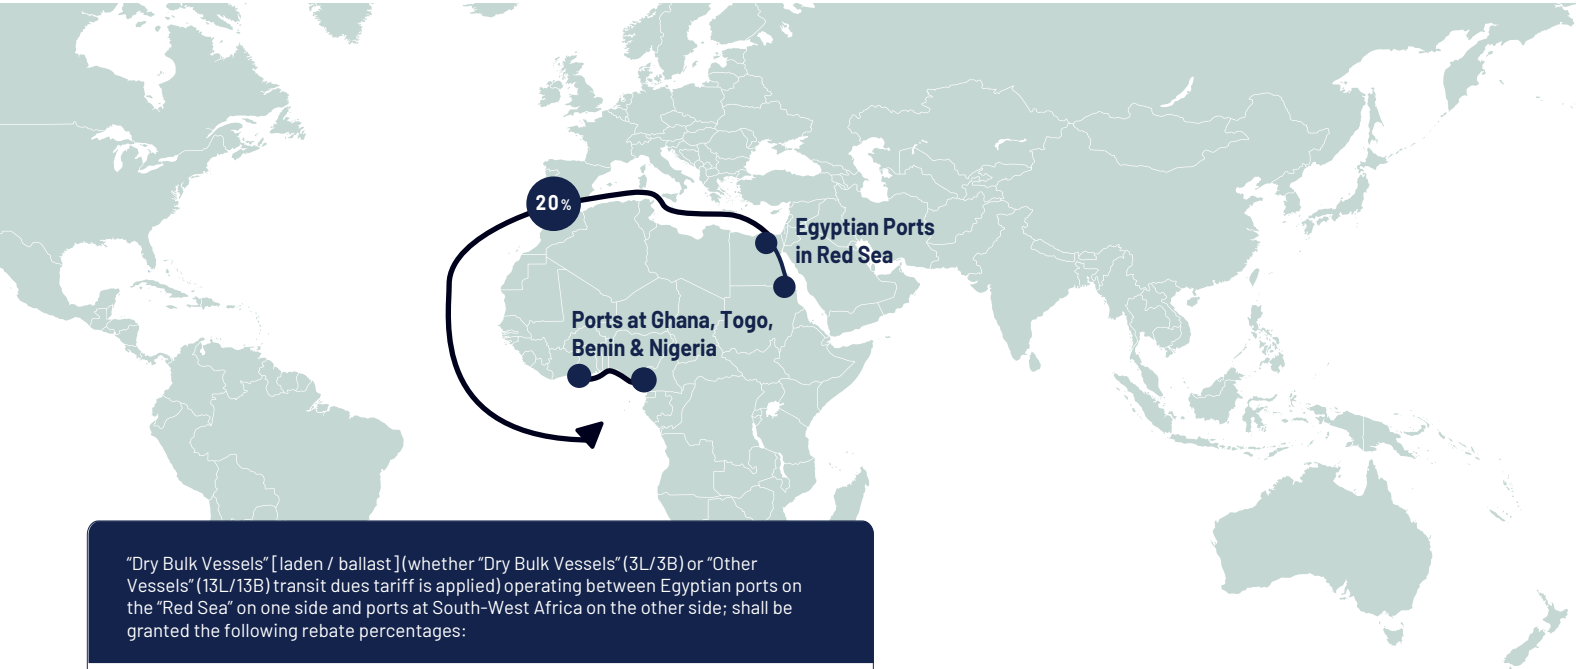 20%
Egyptian Ports
in Red Sea
Ports at Ghana, Togo,
Benin & Nigeria
“Dry Bulk Vessels” [laden / ballast] (whether “Dry Bulk Vessels” (3L/3B) or “Other
Vessels” (13L/13B) transit dues tariff is applied) operating between Egyptian ports on
the “Red Sea” on one side and ports at South-West Africa on the other side; shall be
granted the following rebate percentages: